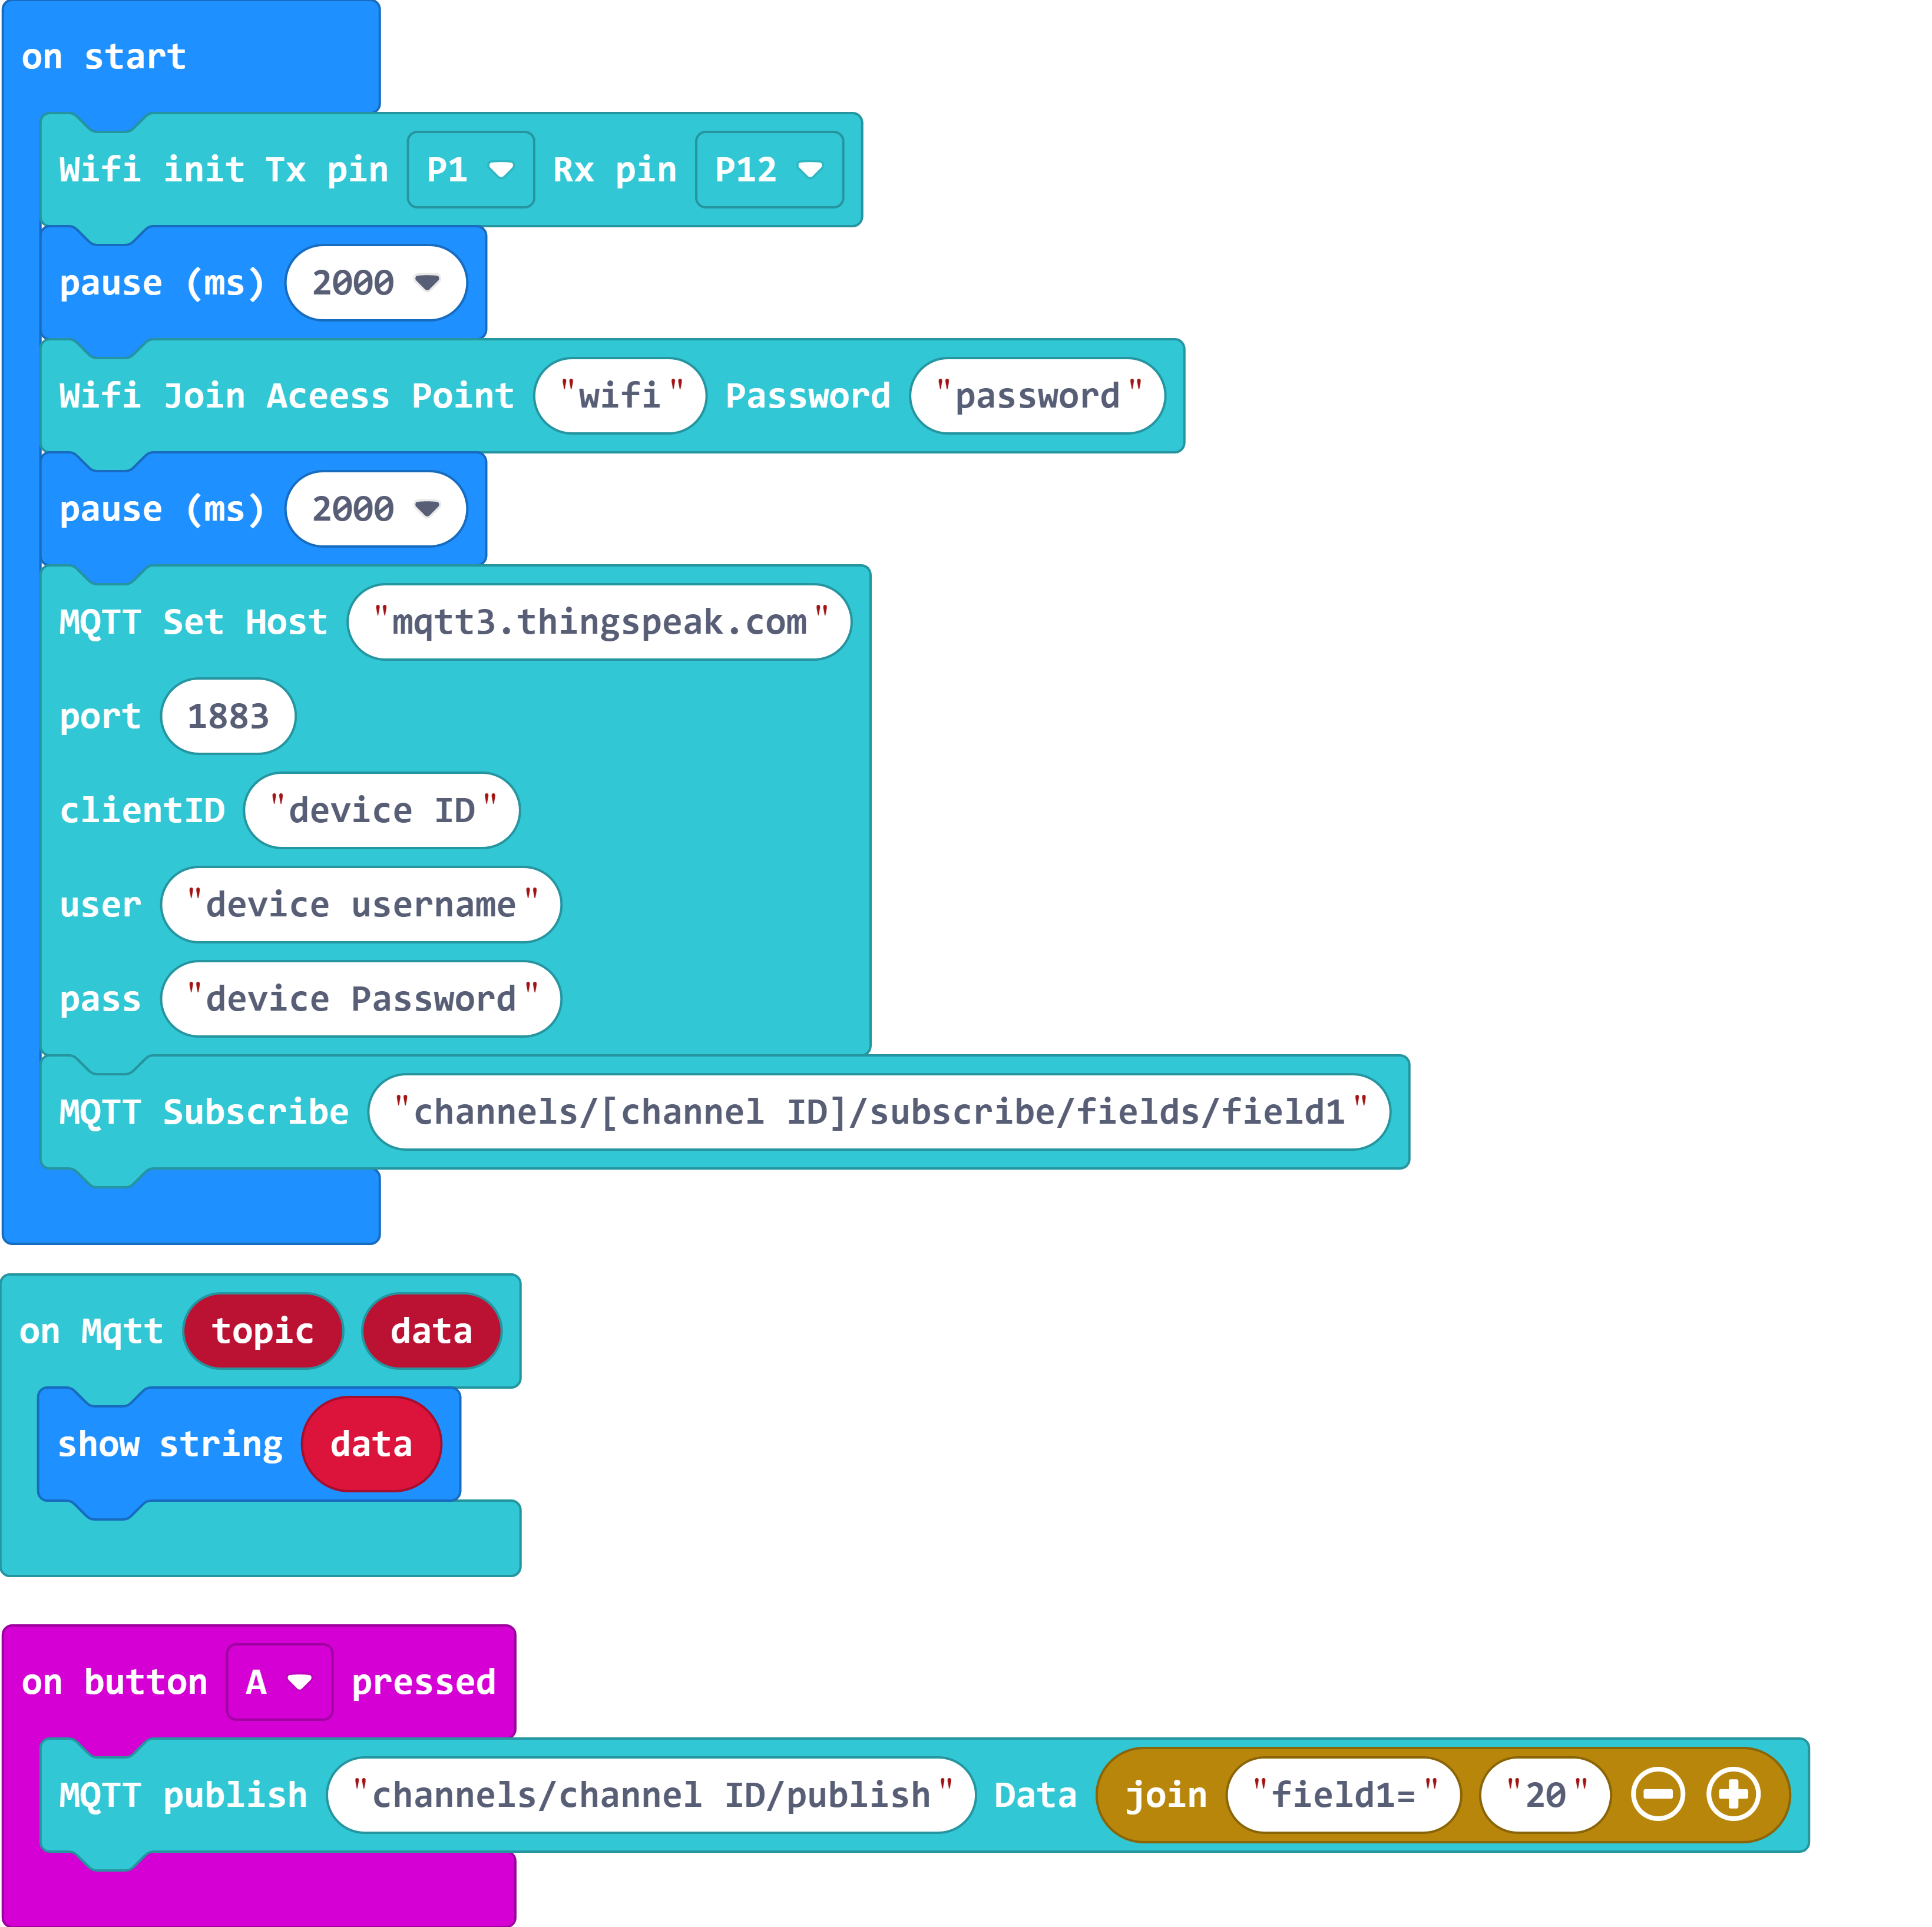 on start
Wifi init Tx pin P1 Rx pin P12
pause (ms) 2000
Wifi Join Aceess Point "wifi" Password "password"
pause (ms) 2000
MQTT Set Host "mqtt3.thingspeak.com"
port 1883
clientID "device ID"
user "device username"
pass "device Password"
MQTT Subscribe "channels/[channel ID]/subscribe/fields/field1"
on Mqtt topic data
show string data
on button A pressed
MQTT publish "channels/channel ID/publish" Data join "field1=" "20"